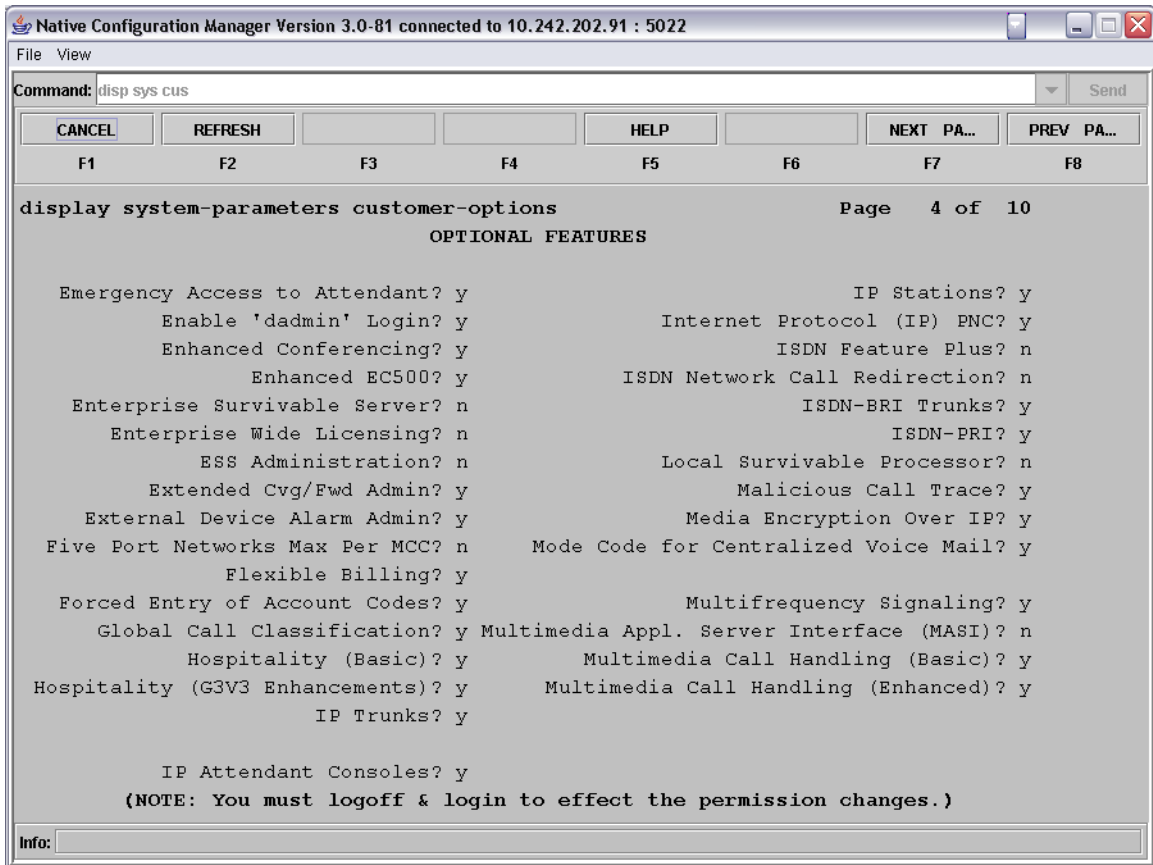 Native Configuration Manager Version 3.0-81 connected to 10.242.202.91 : 5022
File View
Command: disp sys cus Send
CANCEL REFRESH HELP NEXT PA... PREV PA...
F1 F2 F3 F4 F5 F6 F7 F8
display system-parameters customer-options Page 4 of 10
OPTIONAL FEATURES
Emergency Access to Attendant? y IP Stations? y
Enable 'dadmin' Login? y Internet Protocol (IP) PNC? y
Enhanced Conferencing? y ISDN Feature Plus? n
Enhanced EC500? y ISDN Network Call Redirection? n
Enterprise Survivable Server? n ISDN-BRI Trunks? y
Enterprise Wide Licensing? n ISDN-PRI? y
ESS Administration? n Local Survivable Processor? n
Extended Cvg/Fwd Admin? y Malicious Call Trace? y
External Device Alarm Admin? y Media Encryption Over IP? y
Five Port Networks Max Per MCC? n Mode Code for Centralized Voice Mail? y
Flexible Billing? y
Forced Entry of Account Codes? y Multifrequency Signaling? y
Global Call Classification? y Multimedia Appl. Server Interface (MASI)? n
Hospitality (Basic)? y Multimedia Call Handling (Basic)? y
Hospitality (G3V3 Enhancements)? y Multimedia Call Handling (Enhanced)? y
IP Trunks? y
IP Attendant Consoles? y
(NOTE: You must logoff & login to effect the permission changes.)
Info: